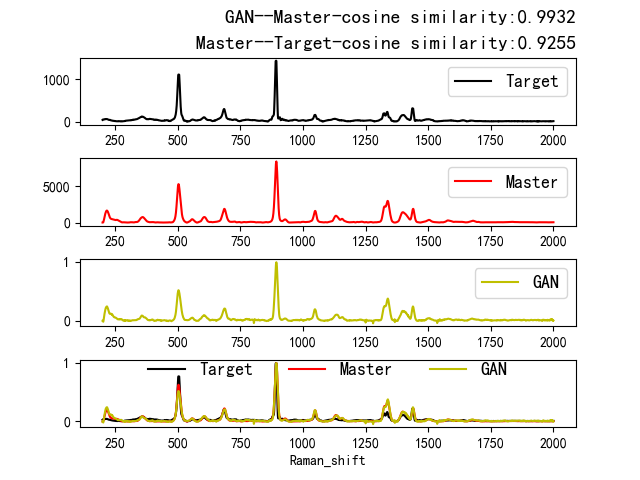 GAN--Master-cosine similarity:0.9932
Master--Target-cosine similarity:0.9255
1000
0
Target
250 500 750 1000 1250 1500 1750 2000
5000
0
Master
250 500 750 1000 1250 1500 1750 2000
1
0
GAN
250 500 750 1000 1250 1500 1750 2000
1
0
Target Master GAN
250 500 750 1000 1250 1500 1750 2000
Raman_shift